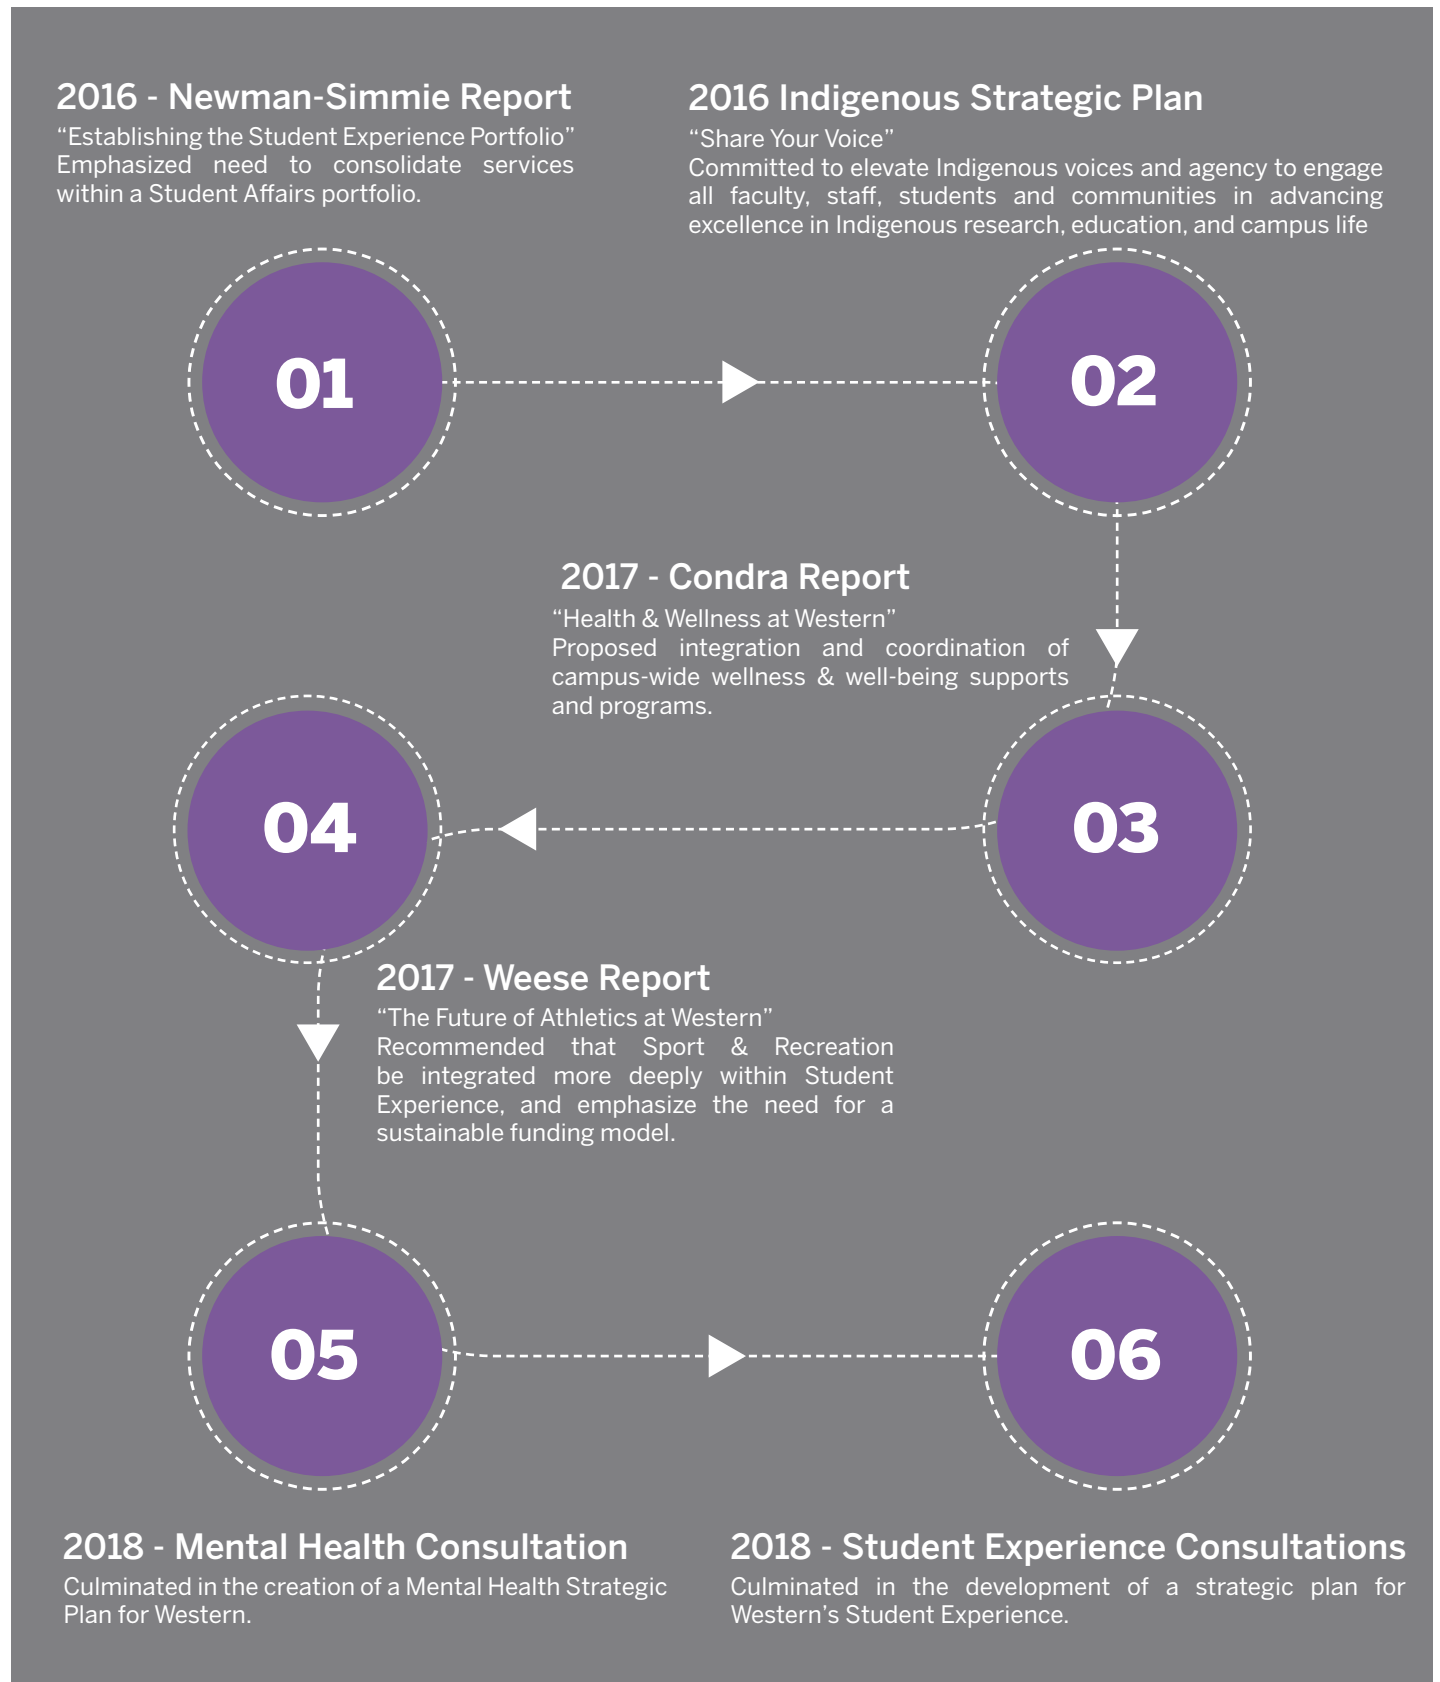 2016 - Newman-Simmie Report
“Establishing the Student Experience Portfolio”
Emphasized need to consolidate services
within a Student Affairs portfolio.
2016 Indigenous Strategic Plan
“Share Your Voice”
Committed to elevate Indigenous voices and agency to engage
all faculty, staff, students and communities in advancing
excellence in Indigenous research, education, and campus life
01
02
2017 - Condra Report
“Health & Wellness at Western”
Proposed integration and coordination of
campus-wide wellness & well-being supports
and programs.
03
04
2017 - Weese Report
“The Future of Athletics at Western”
Recommended that Sport & Recreation
be integrated more deeply within Student
Experience, and emphasize the need for a
sustainable funding model.
05
06
2018 - Mental Health Consultation
Culminated in the creation of a Mental Health Strategic
Plan for Western.
2018 - Student Experience Consultations
Culminated in the development of a strategic plan for
Western’s Student Experience.